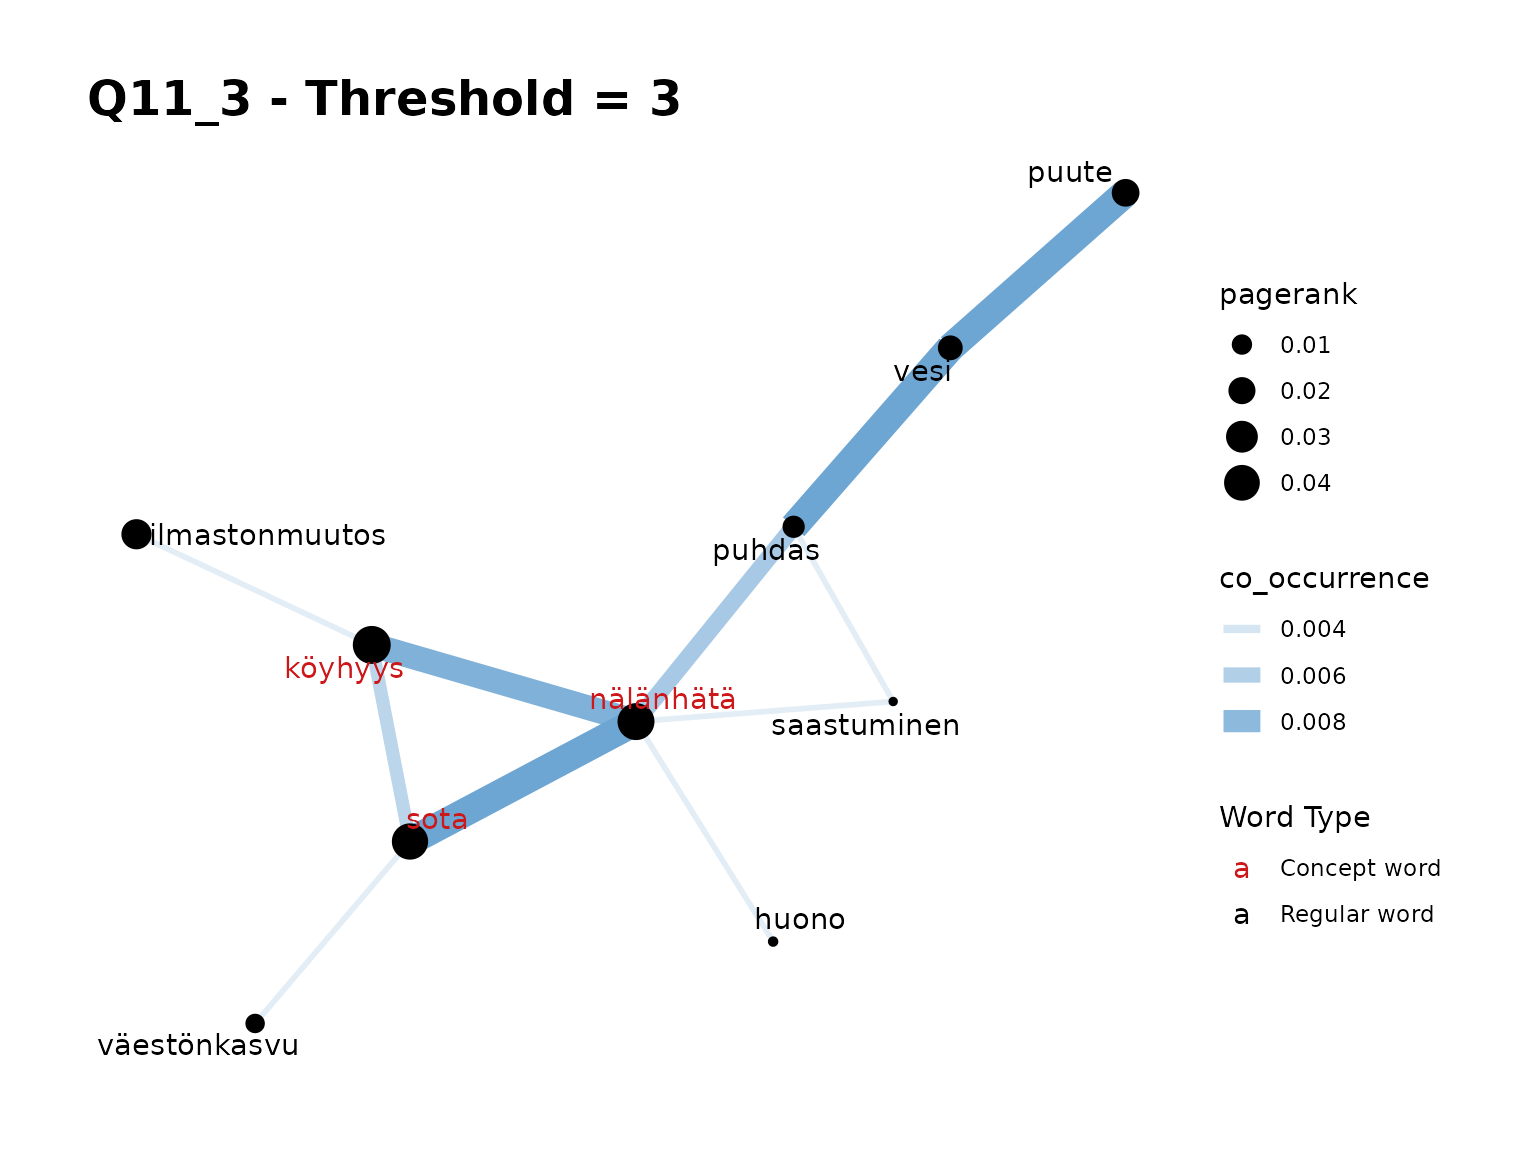 Q11_3 - Threshold = 3
puute
vesi
puhdas
ilmastonmuutos
köyhyys
nälänhätä
saastuminen
sota
huono
väestönkasvu
pagerank
0.01
0.02
0.03
0.04
co_occurrence
0.004
0.006
0.008
Word Type
a Concept word
a Regular word